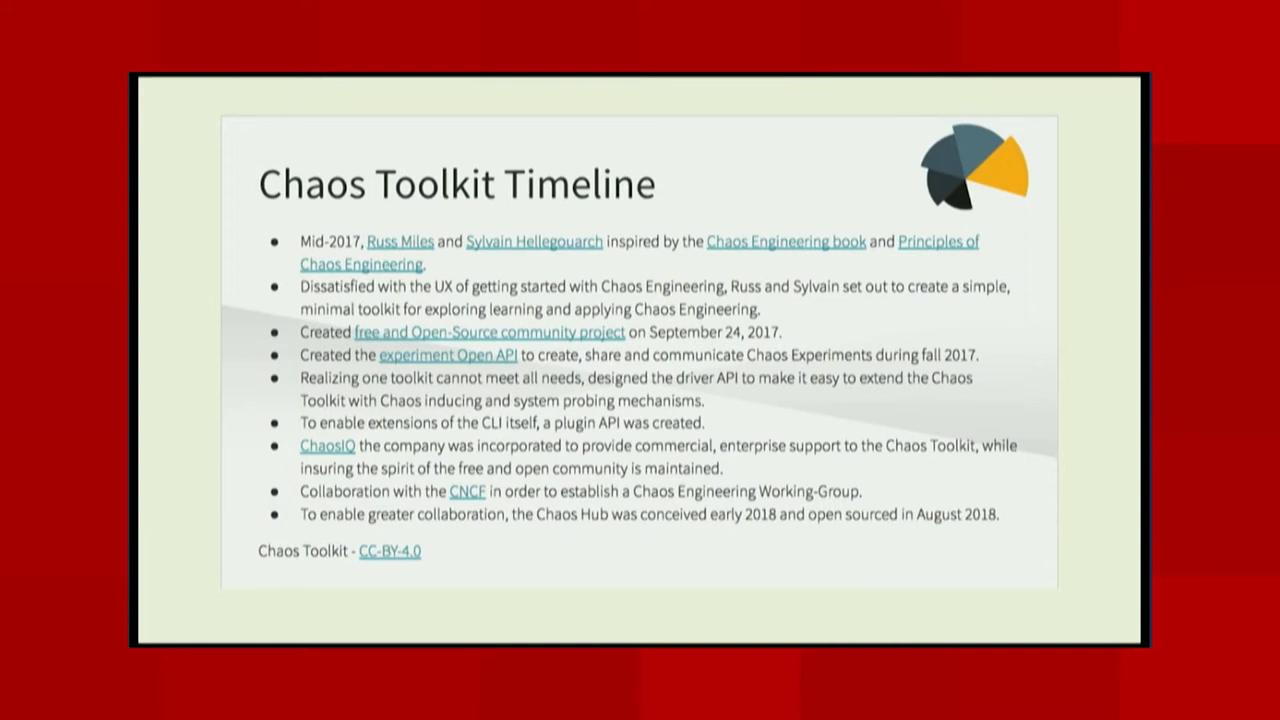 Chaos Toolkit Timeline
● Mid-2017, Russ Miles and Sylvain Hellegouarch inspired by the Chaos Engineering book and Principles of
Chaos Engineering.
● Dissatisfied with the UX of getting started with Chaos Engineering, Russ and Sylvain set out to create a simple,
minimal toolkit for exploring learning and applying Chaos Engineering.
● Created free and Open-Source community project on September 24, 2017.
● Created the experiment Open API to create, share and communicate Chaos Experiments during fall 2017.
● Realizing one toolkit cannot meet all needs, designed the driver API to make it easy to extend the Chaos
Toolkit with Chaos inducing and system probing mechanisms.
● To enable extensions of the CLI itself, a plugin API was created.
● ChaosIQ the company was incorporated to provide commercial, enterprise support to the Chaos Toolkit, while
insuring the spirit of the free and open community is maintained.
● Collaboration with the CNCF in order to establish a Chaos Engineering Working-Group.
● To enable greater collaboration, the Chaos Hub was conceived early 2018 and open sourced in August 2018.
Chaos Toolkit - CC-BY-4.0